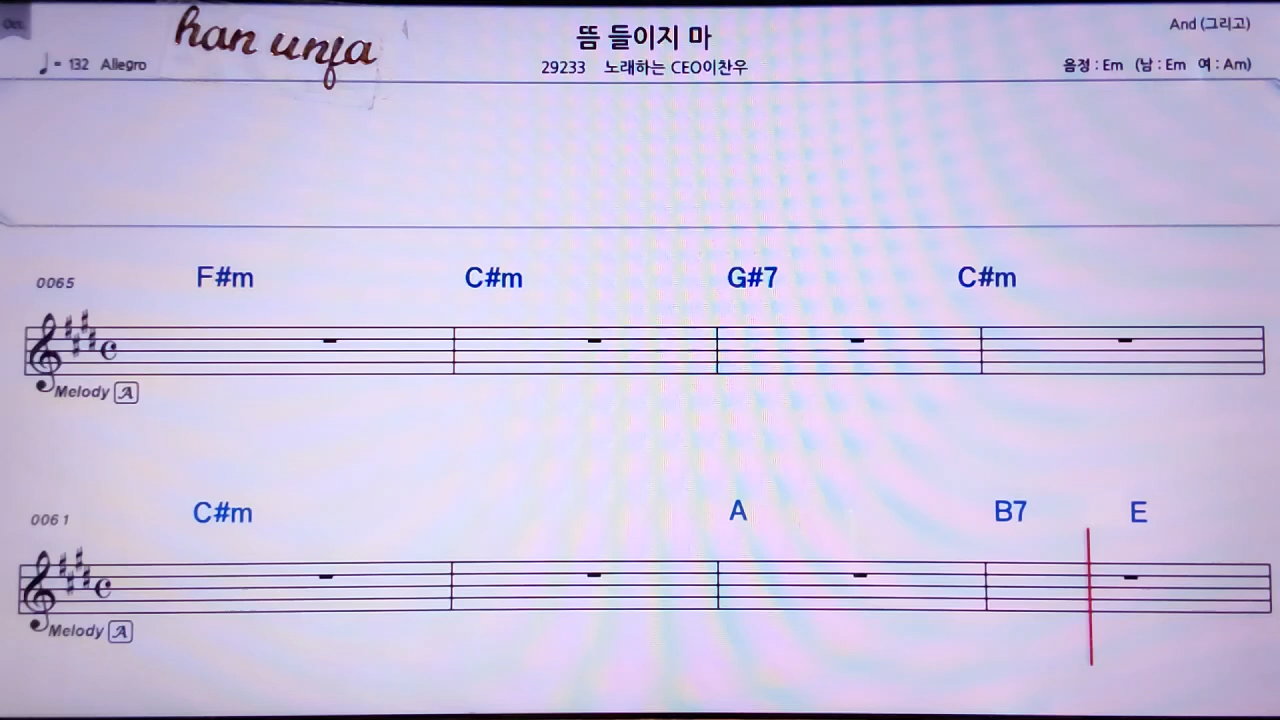 han unfa
뜸 들이지 마
And (그리고)
♩= 132 Allegro
29233 노래하는 CEO이찬우
음정 : Em (남 : Em 여 : Am)
0065
F#m C#m G#7 C#m
Melody A
0061
C#m A B7 E
Melody A